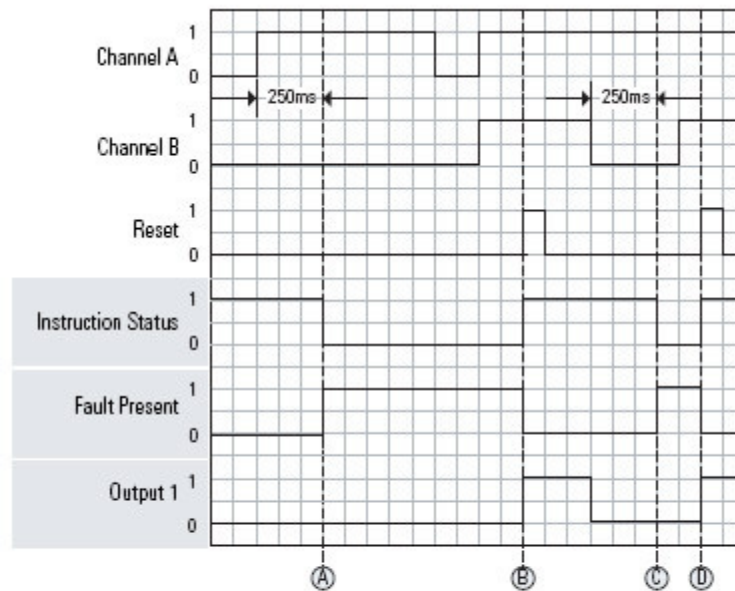 Channel A
1
0
250ms
250ms
Channel B
1
0
Reset
1
0
Instruction Status
1
0
Fault Present
1
0
Output 1
1
0
A
B
C
D